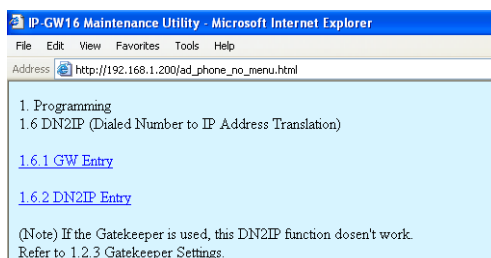 IP-GW16 Maintenance Utility - Microsoft Internet Explorer
File Edit View Favorites Tools Help
Address http://192.168.1.200/ad_phone_no_menu.html
1. Programming
1.6 DN2IP (Dialed Number to IP Address Translation)
1.6.1 GW Entry
1.6.2 DN2IP Entry
(Note) If the Gatekeeper is used, this DN2IP function dosen't work.
Refer to 1.2.3 Gatekeeper Settings.